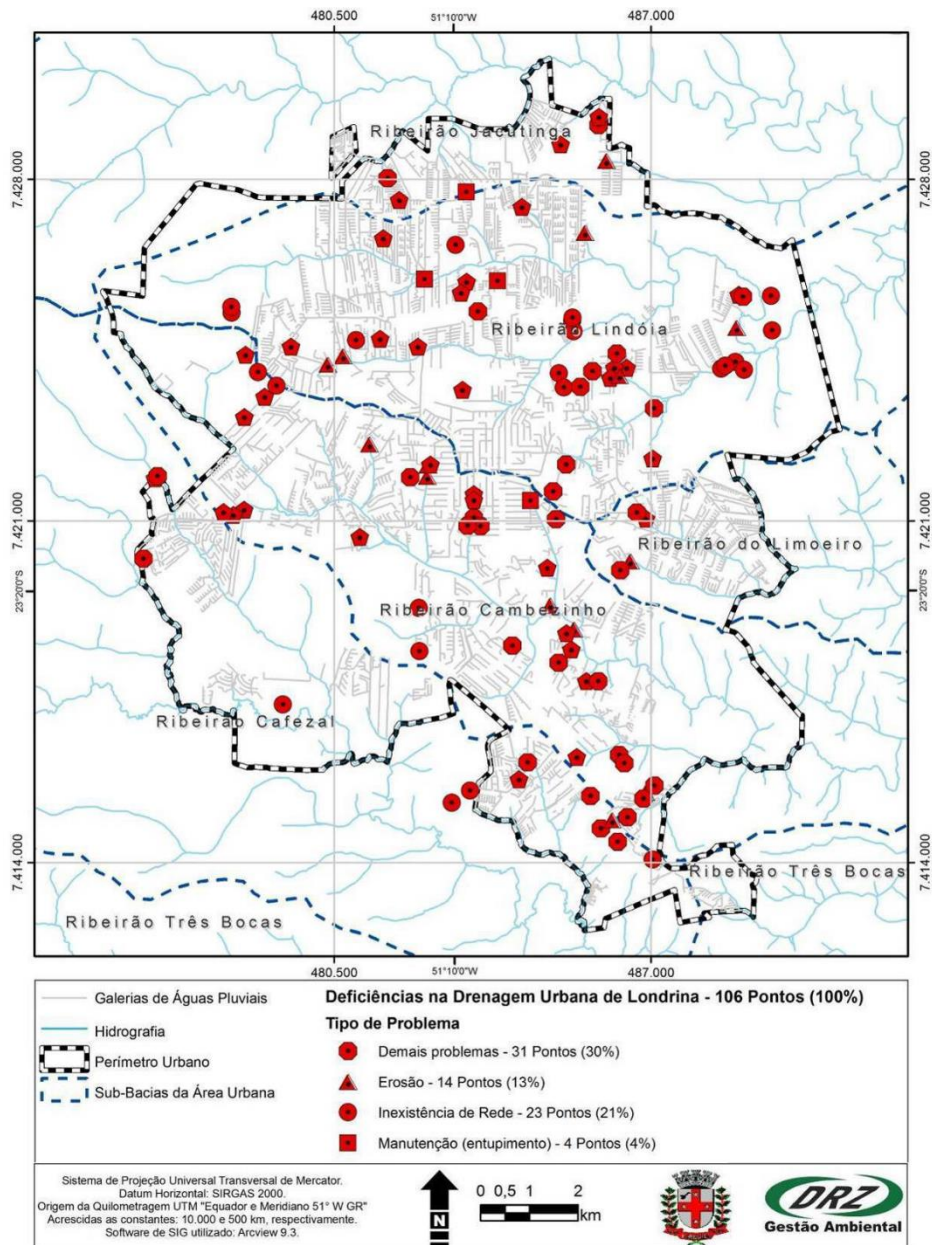 480.500
51°10'0"W
487.000
Ribeirão Jacutinga
7.428.000
7.428.000
Ribeirão Lindóia
7.421.000
7.421.000
Ribeirão do Limoeiro
23°20'0"S
23°20'0"S
Ribeirão Cambezinho
Ribeirão Cafezal
7.414.000
7.414.000
Ribeirão Três Bocas
Ribeirão Três Bocas
480.500
51°10'0"W
487.000
Galerias de Águas Pluviais
Hidrografia
Perímetro Urbano
Sub-Bacias da Área Urbana
Deficiências na Drenagem Urbana de Londrina - 106 Pontos (100%)
Tipo de Problema
Demais problemas - 31 Pontos (30%)
Erosão - 14 Pontos (13%)
Inexistência de Rede - 23 Pontos (21%)
Manutenção (entupimento) - 4 Pontos (4%)
Sistema de Projeção Universal Transversal de Mercator.
Datum Horizontal: SIRGAS 2000.
Origem da Quilometragem UTM "Equador e Meridiano 51° W GR"
Acrescidas as constantes: 10.000 e 500 km, respectivamente.
Software de SIG utilizado: Arcview 9.3.
N
0 0,5 1 2
km
DRZ
Gestão Ambiental